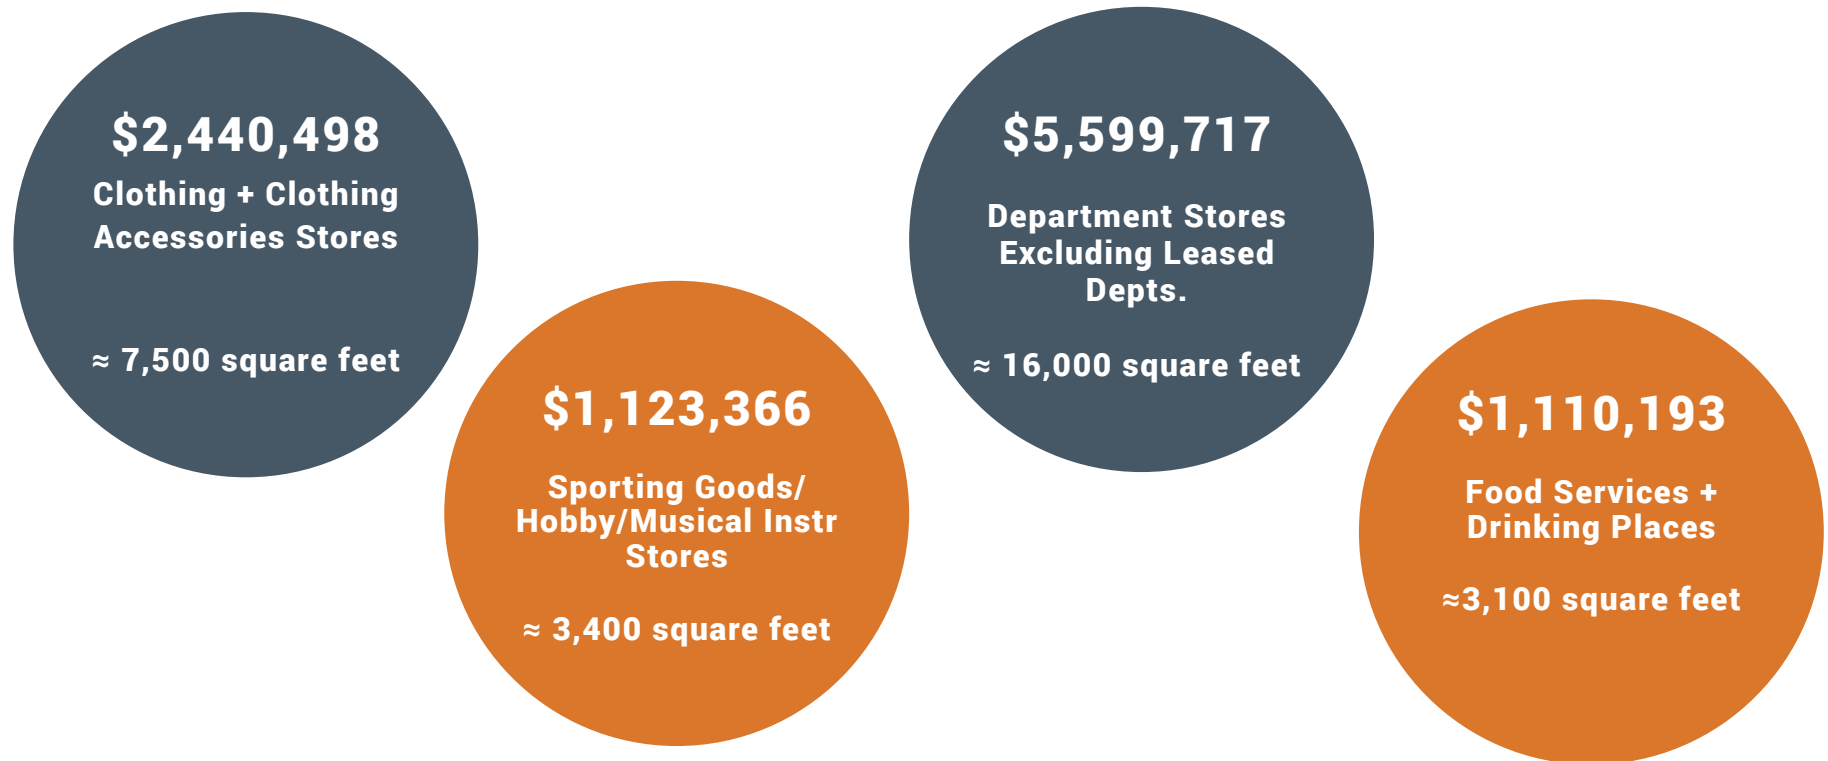 $2,440,498
Clothing + Clothing
Accessories Stores
≈ 7,500 square feet
$1,123,366
Sporting Goods/
Hobby/Musical Instr
Stores
≈ 3,400 square feet
$5,599,717
Department Stores
Excluding Leased
Depts.
≈ 16,000 square feet
$1,110,193
Food Services +
Drinking Places
≈3,100 square feet